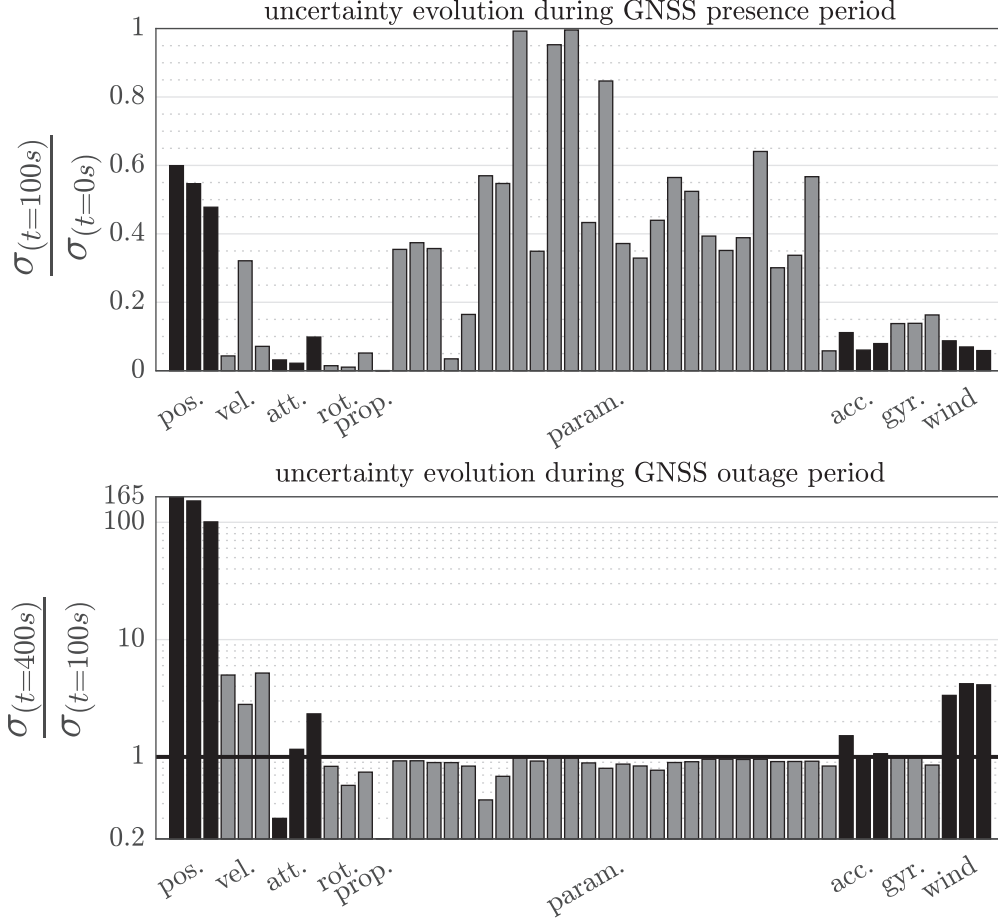 uncertainty evolution during GNSS presence period
σ(t=100s)
σ(t=0s)
1
0.8
0.6
0.4
0.2
0
pos. vel. att. rot. prop. param. acc. gyr. wind
uncertainty evolution during GNSS outage period
σ(t=400s)
σ(t=100s)
165
100
10
1
0.2
pos. vel. att. rot. prop. param. acc. gyr. wind